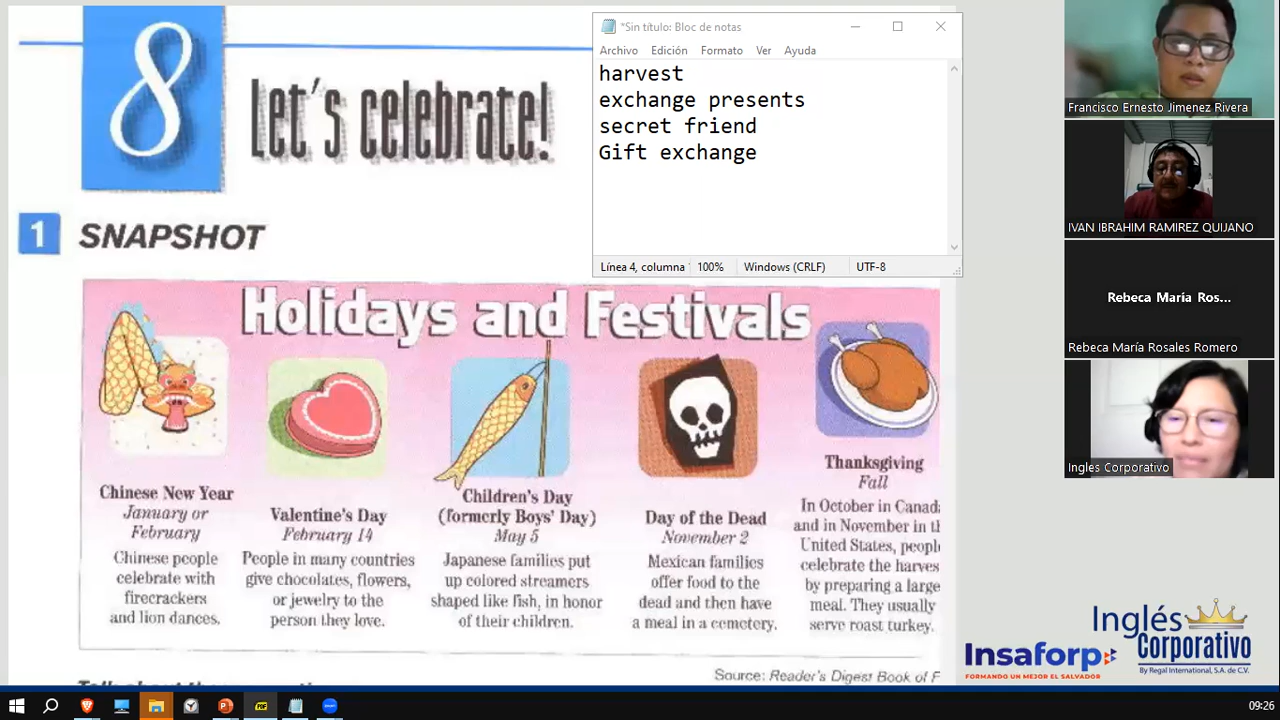 8
Let's celebrate!
1 SNAPSHOT
*Sin título: Bloc de notas
Archivo Edición Formato Ver Ayuda
harvest
exchange presents
secret friend
Gift exchange
Línea 4, columna 100% Windows (CRLF) UTF-8
Holidays and Festivals
Chinese New Year
January or
February
Chinese people
celebrate with
firecrackers
and lion dances.
Valentine's Day
February 14
People in many countries
give chocolates, flowers,
or jewelry to the
person they love.
Children's Day
(formerly Boys' Day)
May 5
Japanese families put
up colored streamers
shaped like fish, in honor
of their children.
Day of the Dead
November 2
Mexican families
offer food to the
dead and then have
a meal in a cemetery.
Thanksgiving
Fall
In October in Canad
and in November in th
United States, peopl
celebrate the harves
by preparing a large
meal. They usually
serve roast turkey.
Source: Reader's Digest Book of F
Francisco Ernesto Jimenez Rivera
IVAN IBRAHIM RAMIREZ QUIJANO
Rebeca María Ros...
Rebeca María Rosales Romero
Ingles Corporativo
Insaforp
FORMANDO UN MEJOR EL SALVADOR
Inglés
Corporativo
By Regal International, S.A. de C.V.
09:26